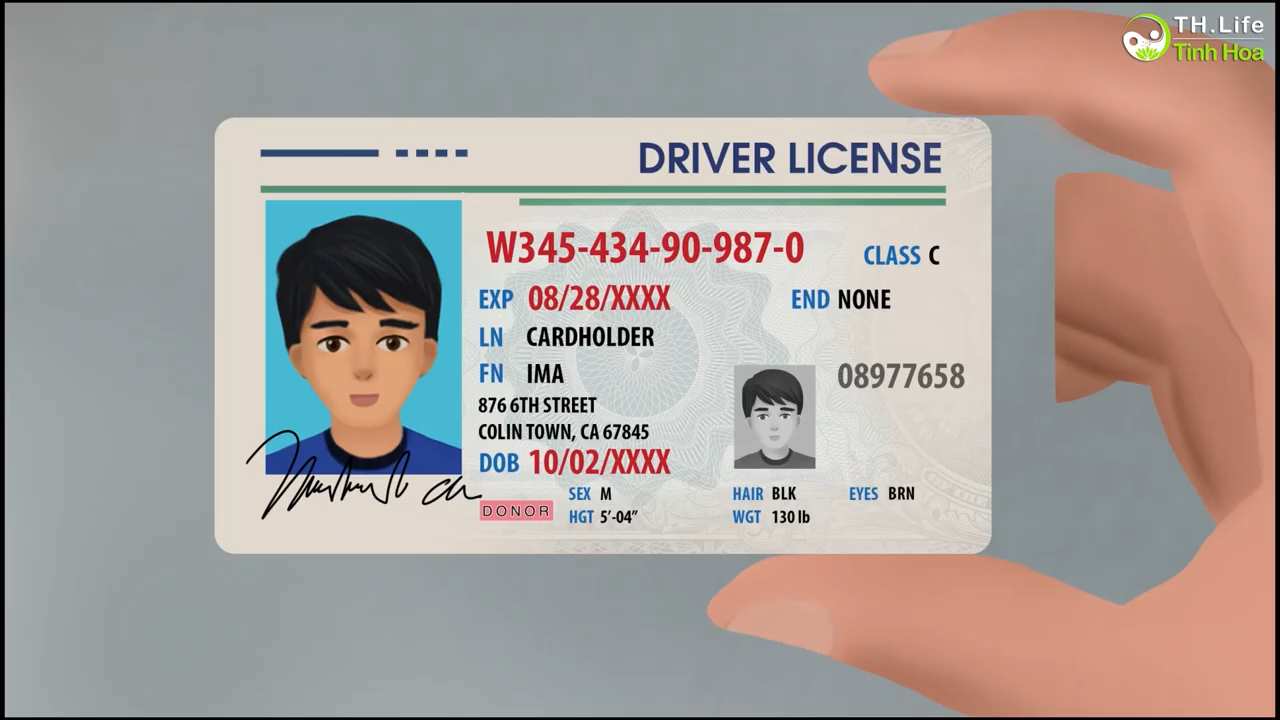 TH.Life
Tinh Hoa
DRIVER LICENSE
W345-434-90-987-0
CLASS C
EXP 08/28/XXXX
END NONE
LN CARDHOLDER
FN IMA
08977658
876 6TH STREET
COLIN TOWN, CA 67845
DOB 10/02/XXXX
SEX M
HAIR BLK
EYES BRN
DONOR
HGT 5’-04”
WGT 130 lb